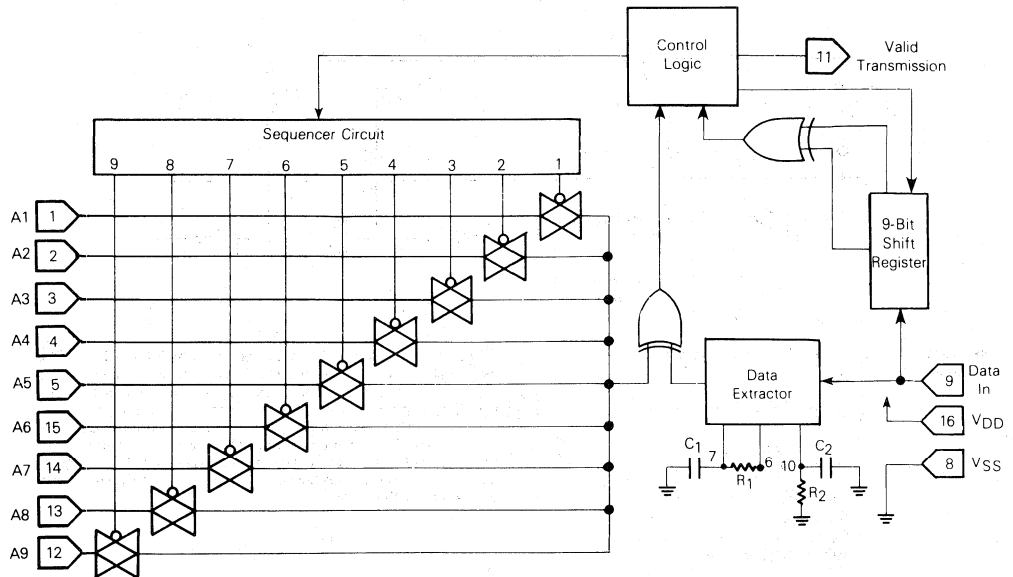 Control
Logic
11
Valid
Transmission
Sequencer Circuit
9 8 7 6 5 4 3 2 1
A1 1
A2 2
A3 3
A4 4
A5 5
A6 15
A7 14
A8 13
A9 12
9-Bit
Shift
Register
Data
Extractor
9
Data
In
16 VDD
8 VSS
C1 7 R1 6 10 C2
R2